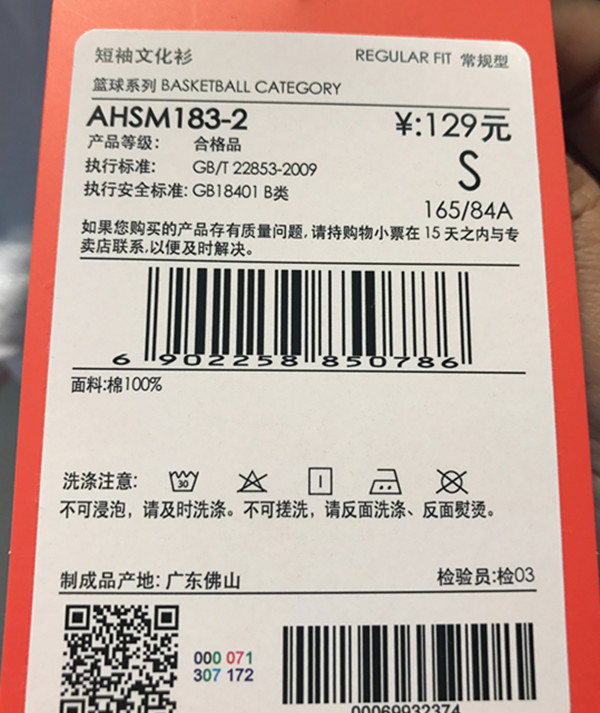 短袖文化衫
REGULAR FIT 常规型
篮球系列 BASKETBALL CATEGORY
AHSM183-2
¥:129元
产品等级: 合格品
执行标准: GB/T 22853-2009
S
执行安全标准: GB18401 B类
165/84A
如果您购买的产品存有质量问题, 请持购物小票在 15 天之内与专
卖店联系.以便及时解决。
6 902258 850786
面料:棉100%
洗涤注意: 30
不可浸泡, 请及时洗涤。不可搓洗, 请反面洗涤、反面熨烫。
制成品产地: 广东佛山
检验员:检03
000 071
307 172
00069932374